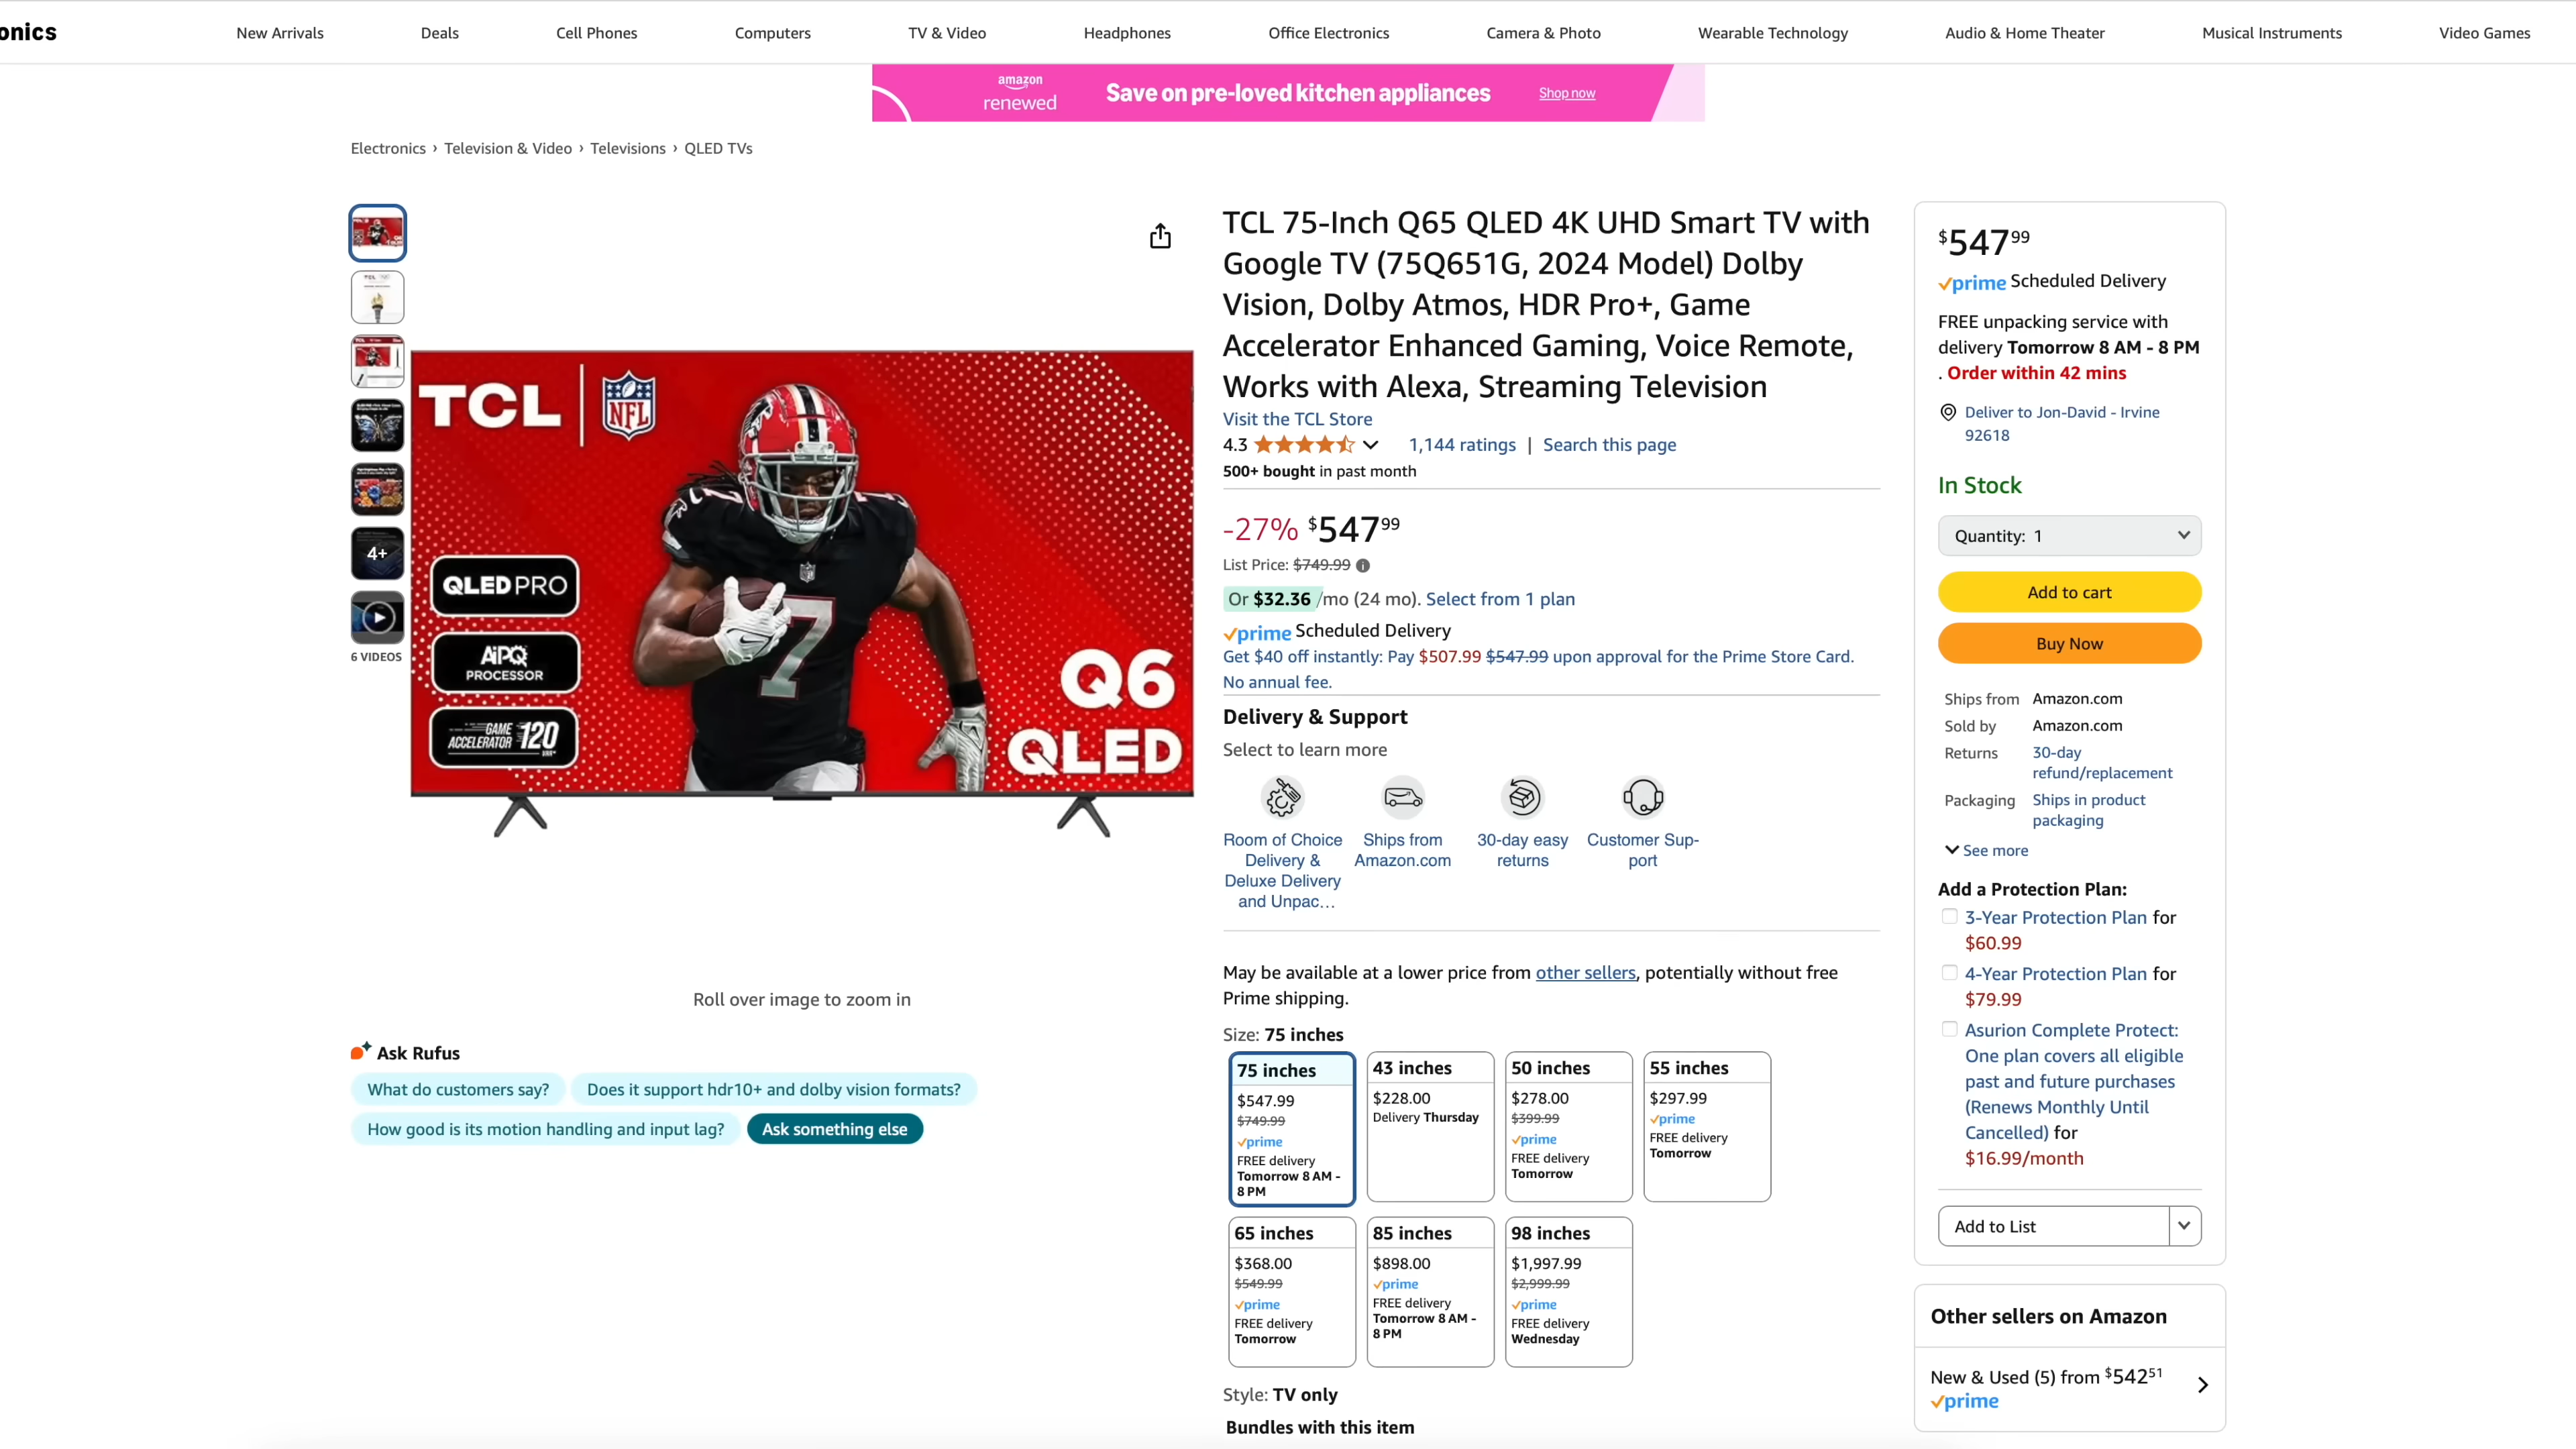 onics
New Arrivals
Deals
Cell Phones
Computers
TV & Video
Headphones
Office Electronics
Camera & Photo
Wearable Technology
Audio & Home Theater
Musical Instruments
Video Games
amazon
renewed
Save on pre-loved kitchen appliances
Shop now
Electronics › Television & Video › Televisions › QLED TVs
4+
6 VIDEOS
TCL
NFL
QLED PRO
AiPQ
PROCESSOR
GAME
ACCELERATOR 120
7
Q6
QLED
Roll over image to zoom in
Ask Rufus
What do customers say?
Does it support hdr10+ and dolby vision formats?
How good is its motion handling and input lag?
Ask something else
TCL 75-Inch Q65 QLED 4K UHD Smart TV with
Google TV (75Q651G, 2024 Model) Dolby
Vision, Dolby Atmos, HDR Pro+, Game
Accelerator Enhanced Gaming, Voice Remote,
Works with Alexa, Streaming Television
Visit the TCL Store
4.3 1,144 ratings | Search this page
500+ bought in past month
-27% $547 99
List Price: $749.99
Or $32.36 /mo (24 mo). Select from 1 plan
prime Scheduled Delivery
Get $40 off instantly: Pay $507.99 $547.99 upon approval for the Prime Store Card.
No annual fee.
Delivery & Support
Select to learn more
Room of Choice
Delivery &
Deluxe Delivery
and Unpac...
Ships from
Amazon.com
30-day easy
returns
Customer Sup-
port
May be available at a lower price from other sellers, potentially without free
Prime shipping.
Size: 75 inches
75 inches
$547.99
$749.99
prime
FREE delivery
Tomorrow 8 AM -
8 PM
43 inches
$228.00
Delivery Thursday
50 inches
$278.00
$399.99
prime
FREE delivery
Tomorrow
55 inches
$297.99
prime
FREE delivery
Tomorrow
65 inches
$368.00
$549.99
prime
FREE delivery
Tomorrow
85 inches
$898.00
prime
FREE delivery
Tomorrow 8 AM -
8 PM
98 inches
$1,997.99
$2,999.99
prime
FREE delivery
Wednesday
Style: TV only
Bundles with this item
$547 99
prime Scheduled Delivery
FREE unpacking service with
delivery Tomorrow 8 AM - 8 PM
. Order within 42 mins
Deliver to Jon-David - Irvine
92618
In Stock
Quantity: 1
Add to cart
Buy Now
Ships from Amazon.com
Sold by Amazon.com
Returns 30-day
refund/replacement
Packaging Ships in product
packaging
See more
Add a Protection Plan:
3-Year Protection Plan for
$60.99
4-Year Protection Plan for
$79.99
Asurion Complete Protect:
One plan covers all eligible
past and future purchases
(Renews Monthly Until
Cancelled) for
$16.99/month
Add to List
Other sellers on Amazon
New & Used (5) from $542 51
prime